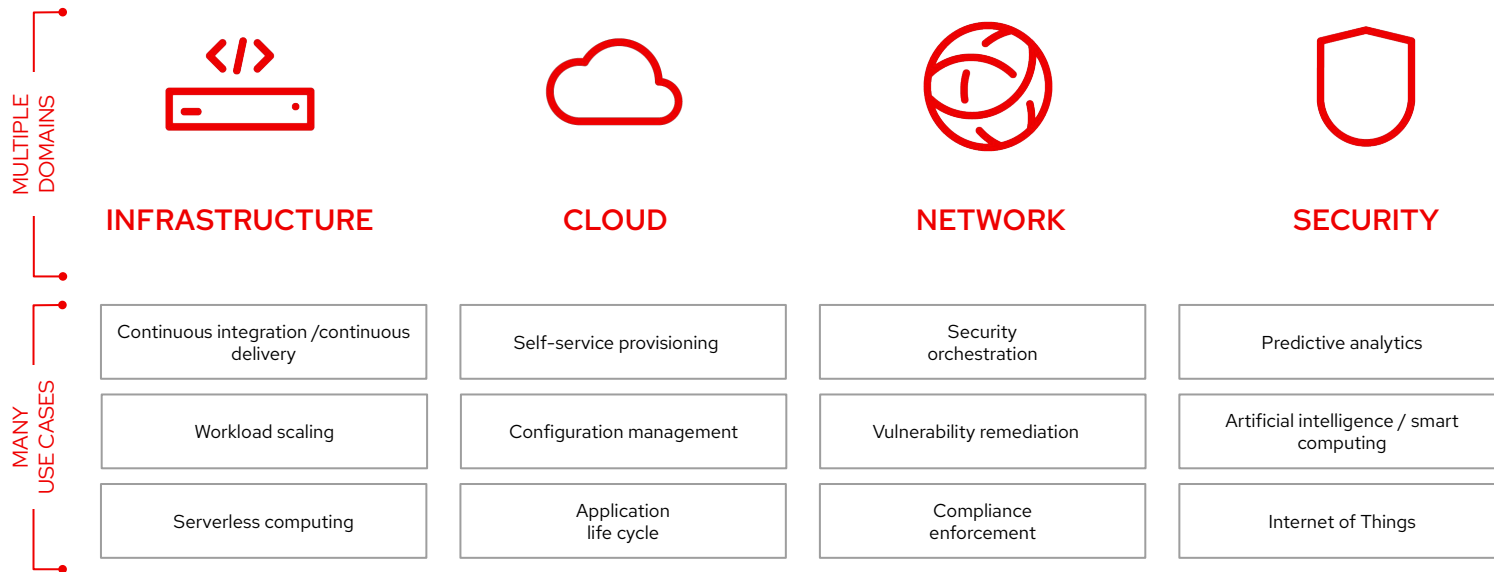 MULTIPLE
DOMAINS
</>
INFRASTRUCTURE
CLOUD
NETWORK
SECURITY
MANY
USE CASES
Continuous integration /continuous
delivery
Self-service provisioning
Security
orchestration
Predictive analytics
Workload scaling
Configuration management
Vulnerability remediation
Artificial intelligence / smart
computing
Serverless computing
Application
life cycle
Compliance
enforcement
Internet of Things